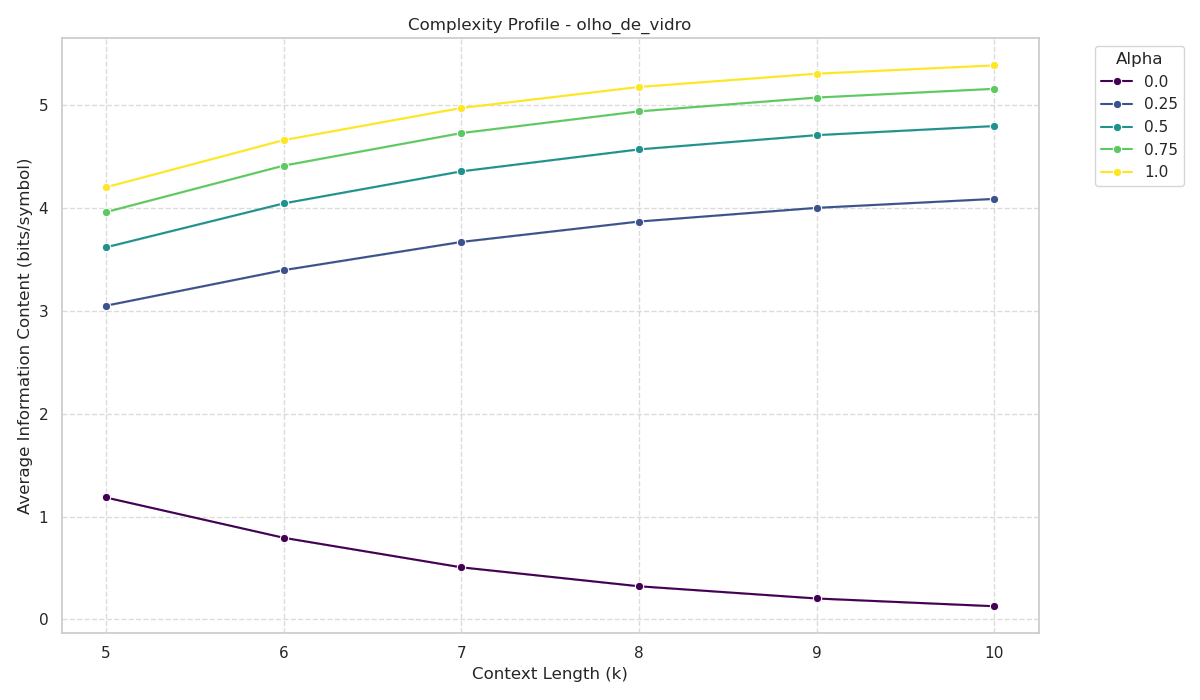 Complexity Profile - olho_de_vidro
Alpha
0.0
0.25
0.5
0.75
1.0
Average Information Content (bits/symbol)
5
4
3
2
1
0
5 6 7 8 9 10
Context Length (k)